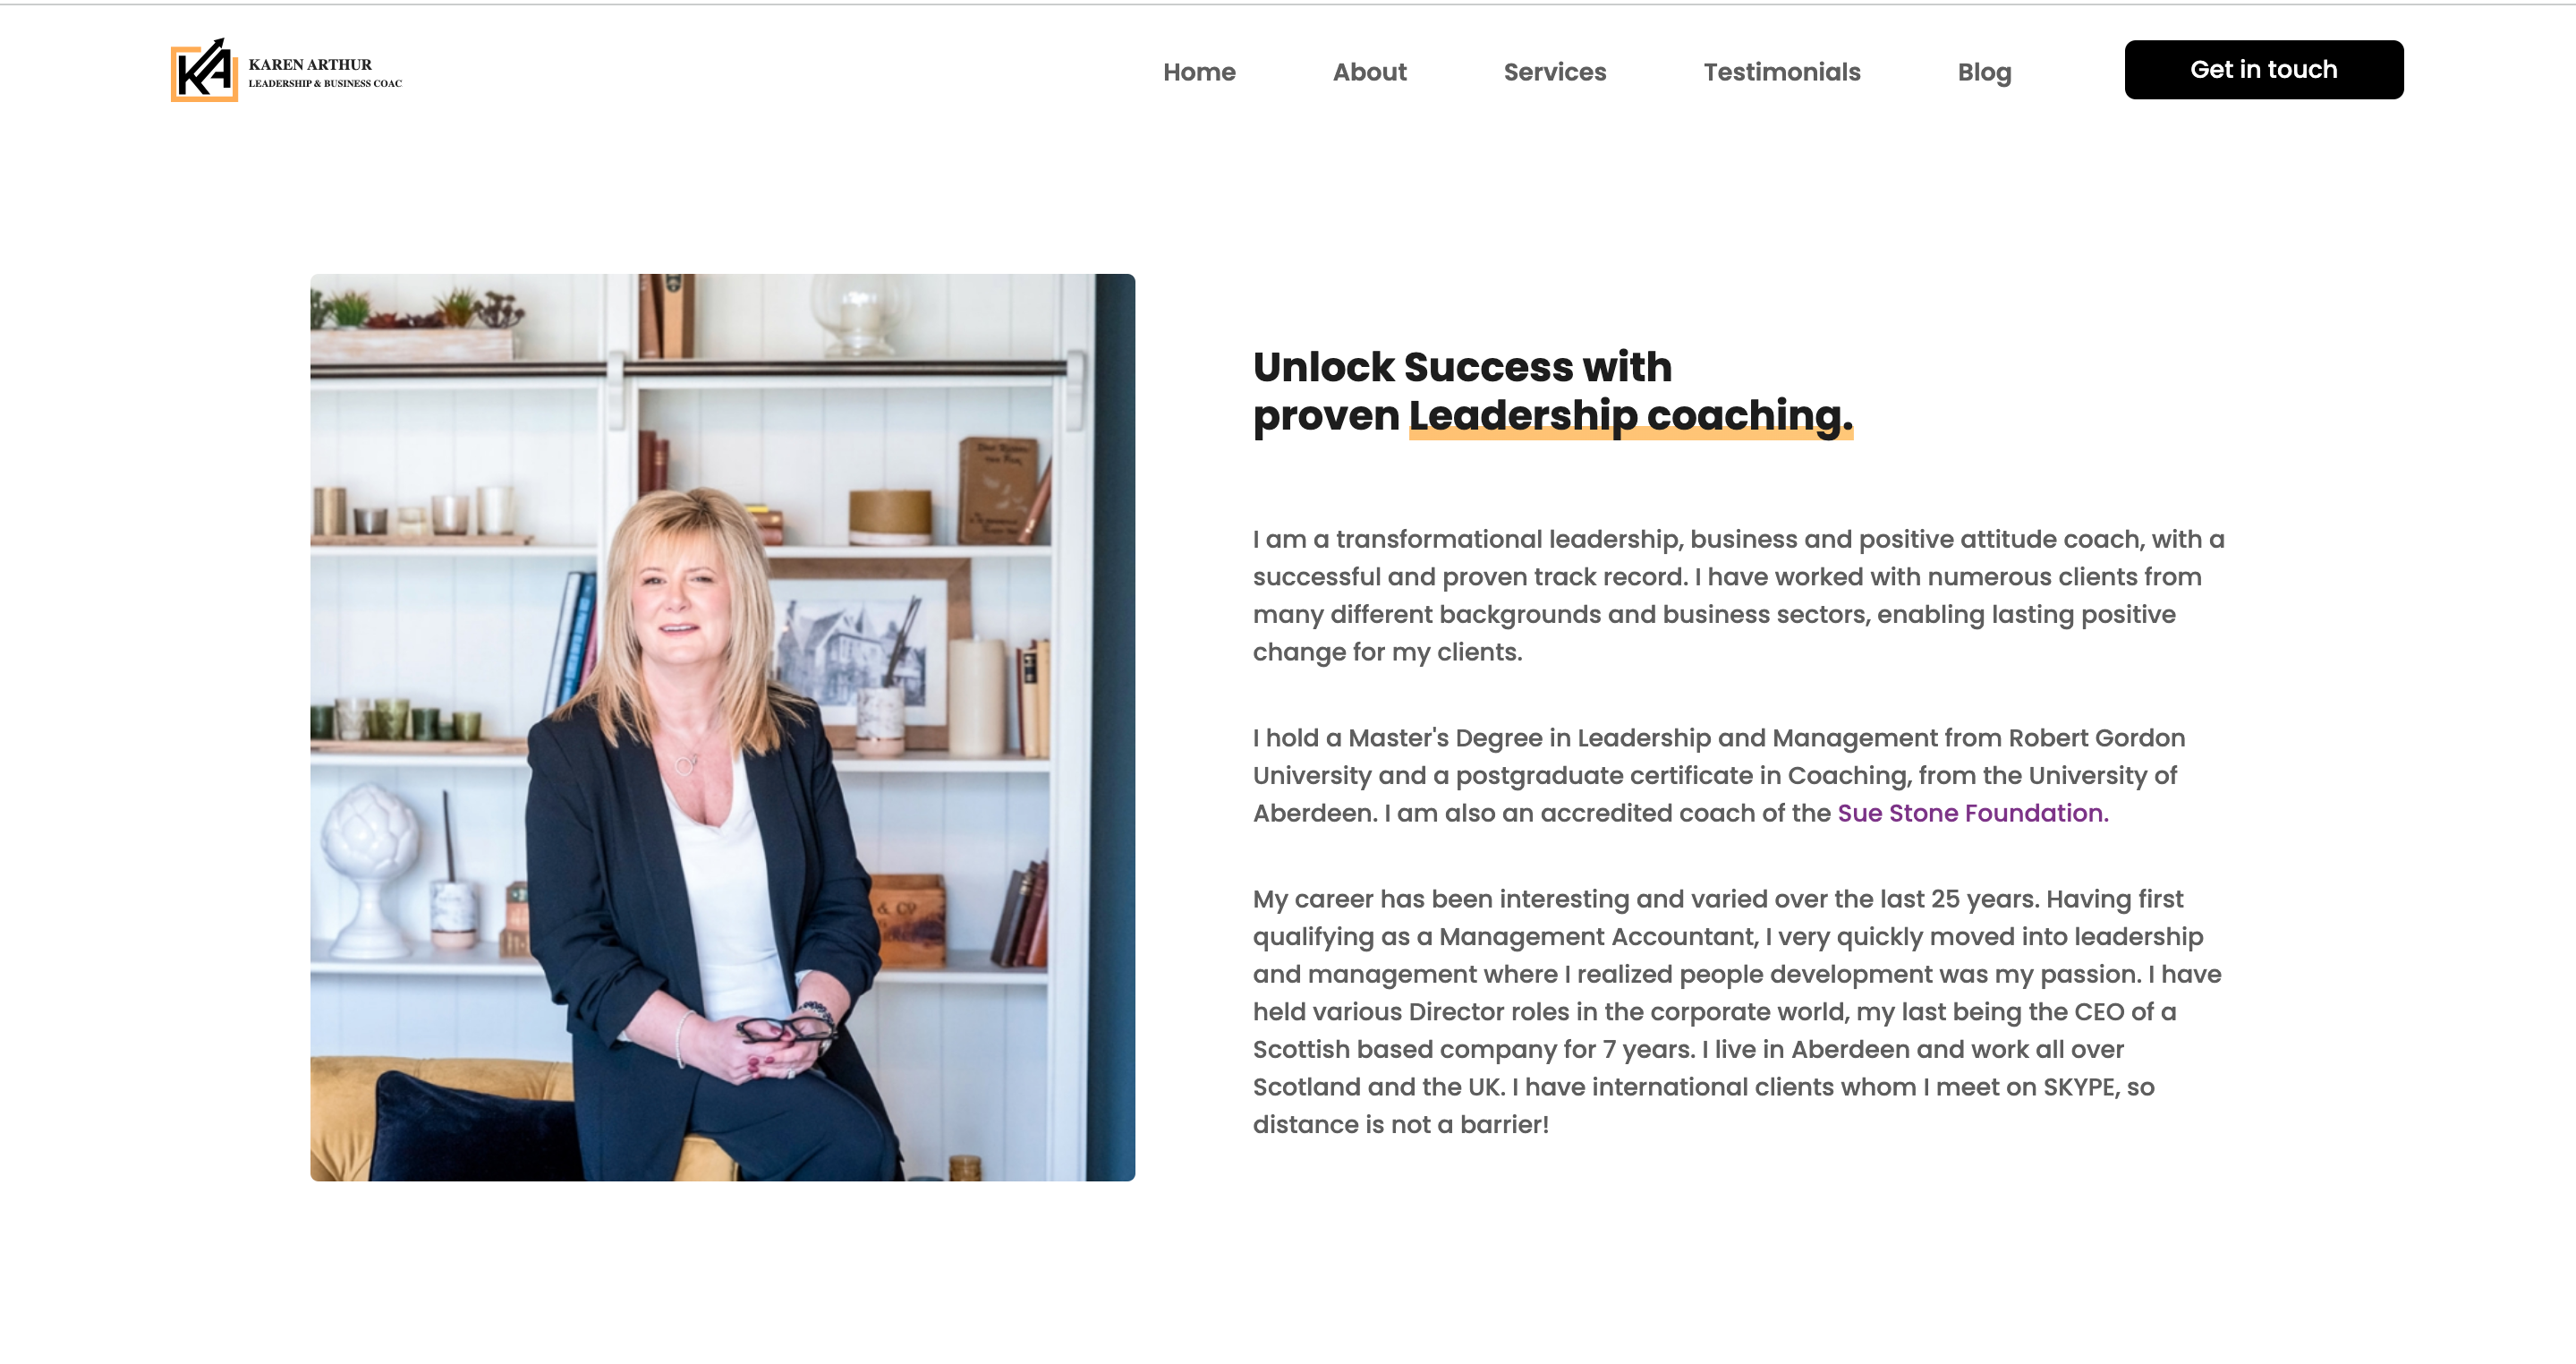 KAREN ARTHUR
LEADERSHIP & BUSINESS COAC
Home
About
Services
Testimonials
Blog
Get in touch
Unlock Success with
proven Leadership coaching.
I am a transformational leadership, business and positive attitude coach, with a
successful and proven track record. I have worked with numerous clients from
many different backgrounds and business sectors, enabling lasting positive
change for my clients.
I hold a Master's Degree in Leadership and Management from Robert Gordon
University and a postgraduate certificate in Coaching, from the University of
Aberdeen. I am also an accredited coach of the Sue Stone Foundation.
My career has been interesting and varied over the last 25 years. Having first
qualifying as a Management Accountant, I very quickly moved into leadership
and management where I realized people development was my passion. I have
held various Director roles in the corporate world, my last being the CEO of a
Scottish based company for 7 years. I live in Aberdeen and work all over
Scotland and the UK. I have international clients whom I meet on SKYPE, so
distance is not a barrier!
KA
& CO